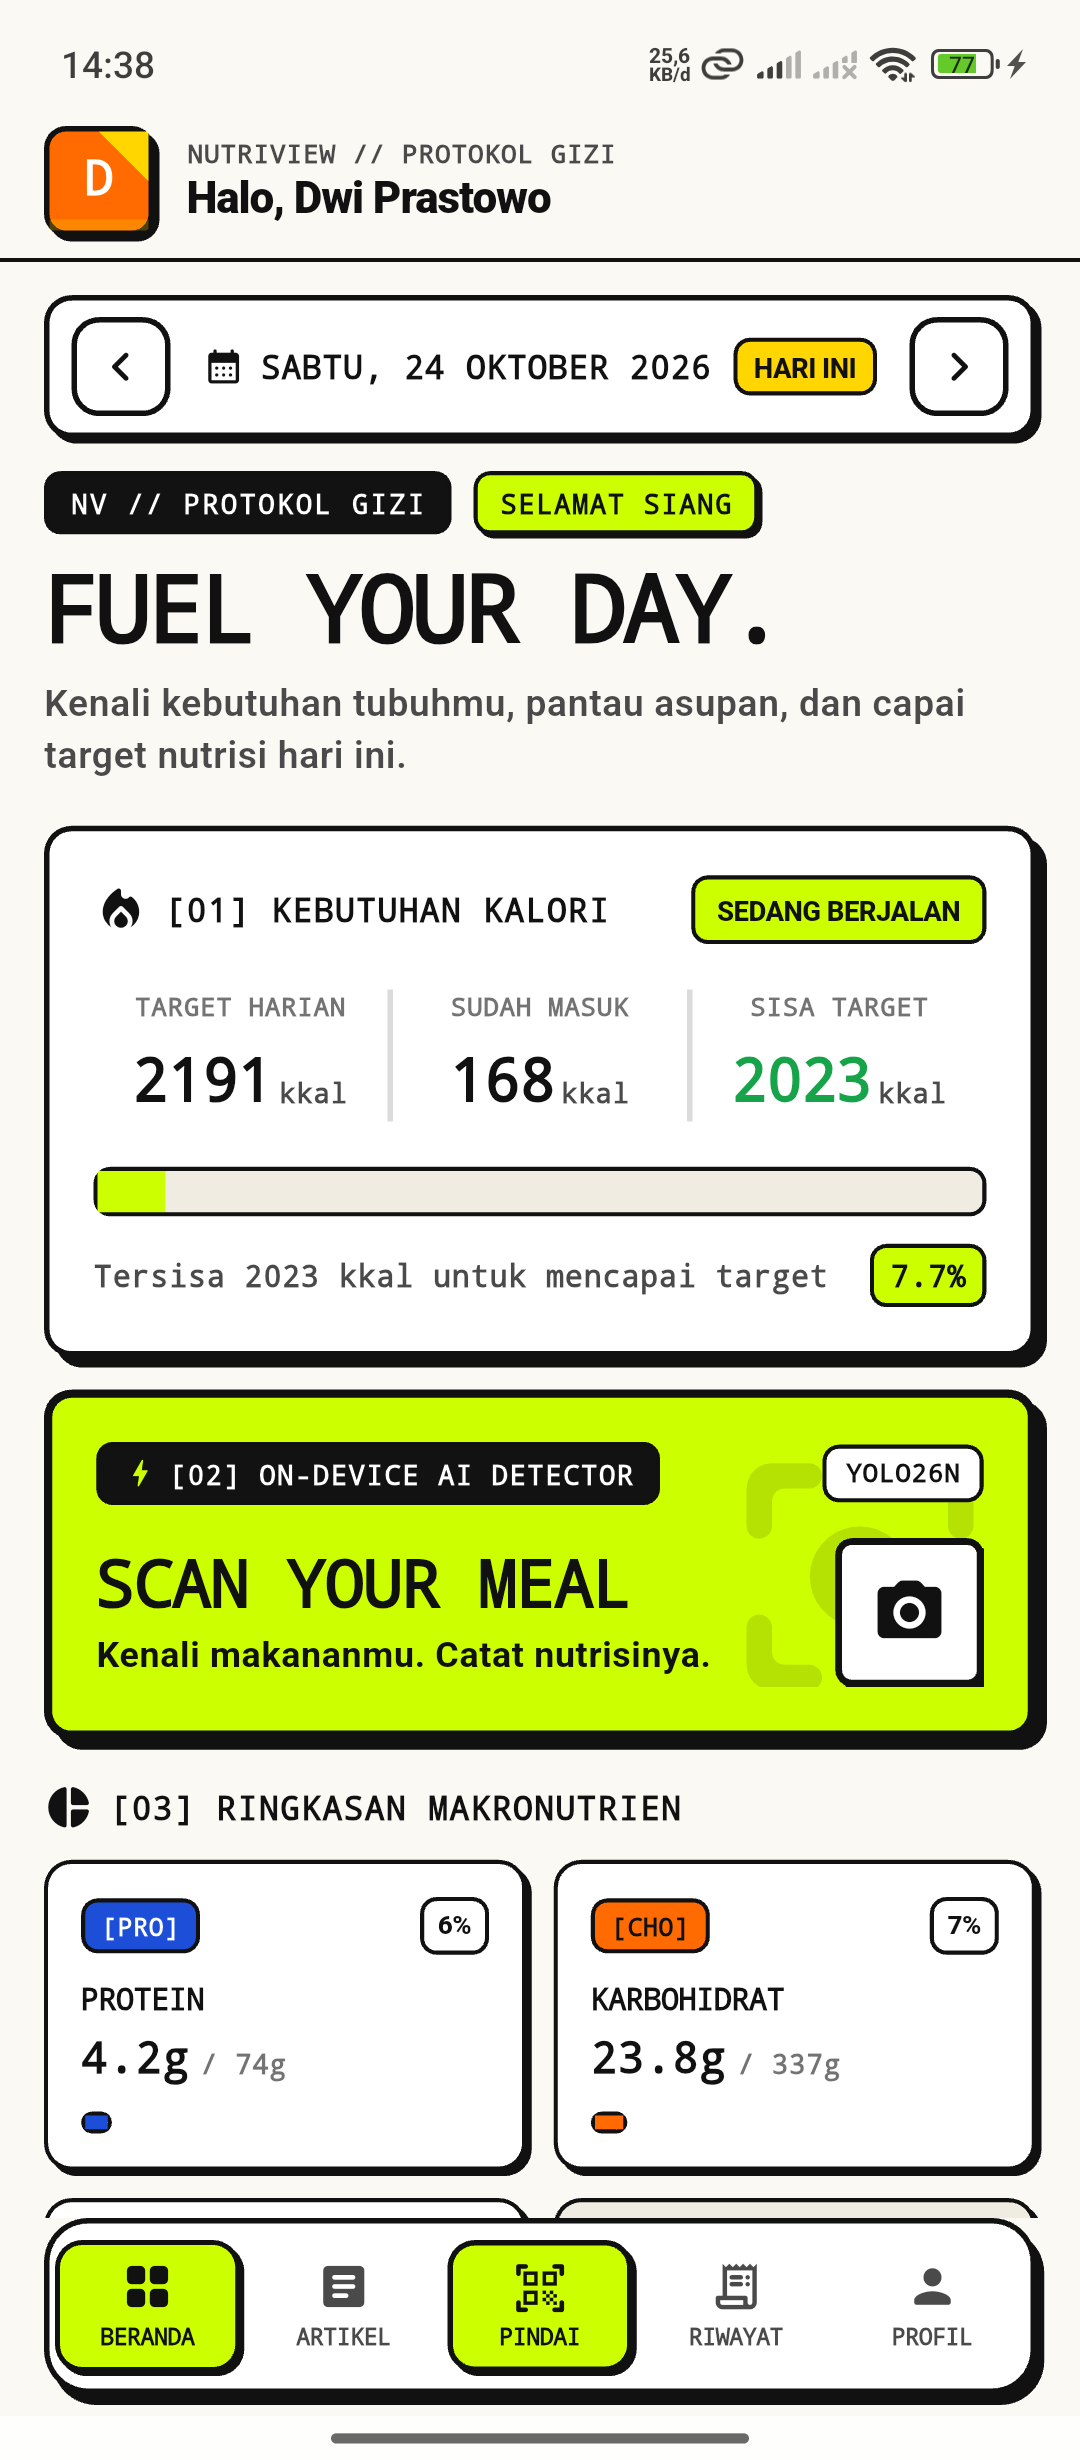 14:38
25,6
KB/d
77
D
NUTRIVIEW // PROTOKOL GIZI
Halo, Dwi Prastowo
SABTU, 24 OKTOBER 2026
HARI INI
NV // PROTOKOL GIZI
SELAMAT SIANG
FUEL YOUR DAY.
Kenali kebutuhan tubuhmu, pantau asupan, dan capai
target nutrisi hari ini.
[01] KEBUTUHAN KALORI
SEDANG BERJALAN
TARGET HARIAN
2191 kkal
SUDAH MASUK
168 kkal
SISA TARGET
2023 kkal
Tersisa 2023 kkal untuk mencapai target
7.7%
[02] ON-DEVICE AI DETECTOR
YOLO26N
SCAN YOUR MEAL
Kenali makananmu. Catat nutrisinya.
[03] RINGKASAN MAKRONUTRIEN
[PRO]
6%
PROTEIN
4.2g / 74g
[CHO]
7%
KARBOHIDRAT
23.8g / 337g
BERANDA
ARTIKEL
PINDAI
RIWAYAT
PROFIL